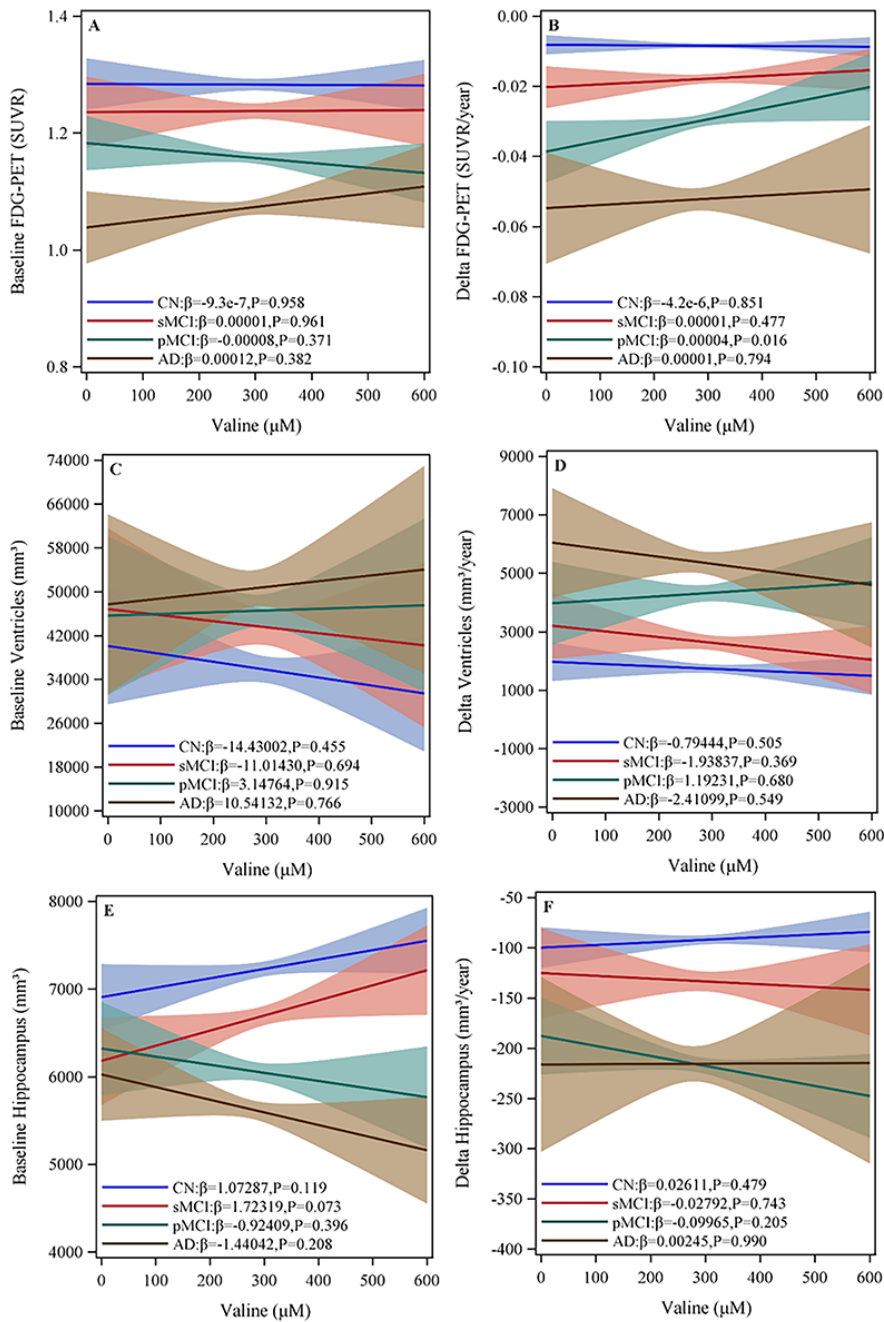 A
Baseline FDG-PET (SUVR)
1.4
1.2
1.0
0.8
CN:β=-9.3e-7,P=0.958
sMCI:β=0.00001,P=0.961
pMCI:β=-0.00008,P=0.371
AD:β=0.00012,P=0.382
0 100 200 300 400 500 600
Valine (μM)
B
Delta FDG-PET (SUVR/year)
0.00
-0.02
-0.04
-0.06
-0.08
-0.10
CN:β=-4.2e-6,P=0.851
sMCI:β=0.00001,P=0.477
pMCI:β=0.00004,P=0.016
AD:β=0.00001,P=0.794
0 100 200 300 400 500 600
Valine (μM)
C
Baseline Ventricles (mm³)
74000
66000
58000
50000
42000
34000
26000
18000
10000
CN:β=-14.43002,P=0.455
sMCI:β=-11.01430,P=0.694
pMCI:β=3.14764,P=0.915
AD:β=10.54132,P=0.766
0 100 200 300 400 500 600
Valine (μM)
D
Delta Ventricles (mm³/year)
9000
7000
5000
3000
1000
-1000
-3000
CN:β=-0.79444,P=0.505
sMCI:β=-1.93837,P=0.369
pMCI:β=1.19231,P=0.680
AD:β=-2.41099,P=0.549
0 100 200 300 400 500 600
Valine (μM)
E
Baseline Hippocampus (mm³)
8000
7000
6000
5000
4000
CN:β=1.07287,P=0.119
sMCI:β=1.72319,P=0.073
pMCI:β=-0.92409,P=0.396
AD:β=-1.44042,P=0.208
0 100 200 300 400 500 600
Valine (μM)
F
Delta Hippocampus (mm³/year)
-50
-100
-150
-200
-250
-300
-350
-400
CN:β=0.02611,P=0.479
sMCI:β=-0.02792,P=0.743
pMCI:β=-0.09965,P=0.205
AD:β=0.00245,P=0.990
0 100 200 300 400 500 600
Valine (μM)